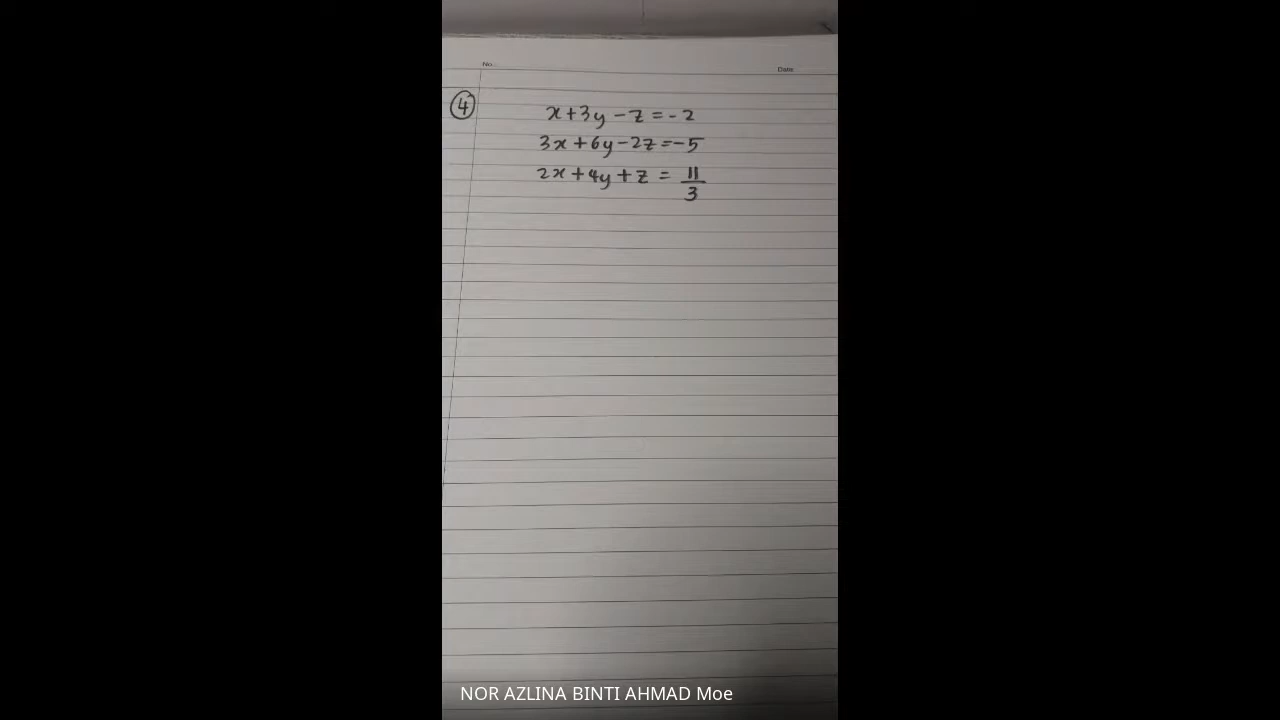 No.
Date
4
x+3y-z=-2
3x+6y-2z=-5
2x+4y+z = 11/3
NOR AZLINA BINTI AHMAD Moe